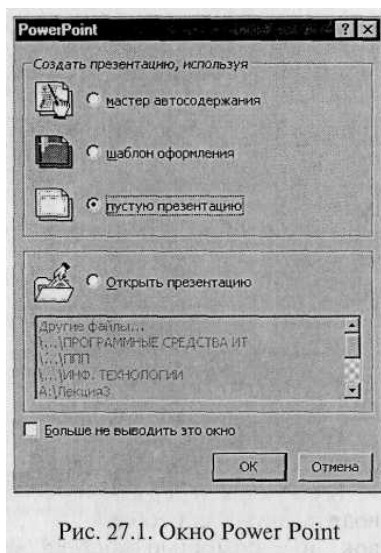 PowerPoint
Создать презентацию, используя
мастер автосодержания
шаблон оформления
пустую презентацию
Открыть презентацию
Другие файлы...
\...\ПРОГРАММНЫЕ СРЕДСТВА ИТ
\...\ППП
\...\ИНФ. ТЕХНОЛОГИИ
A:\Лекция3
Больше не выводить это окно
ОК
Отмена
Рис. 27.1. Окно Power Point